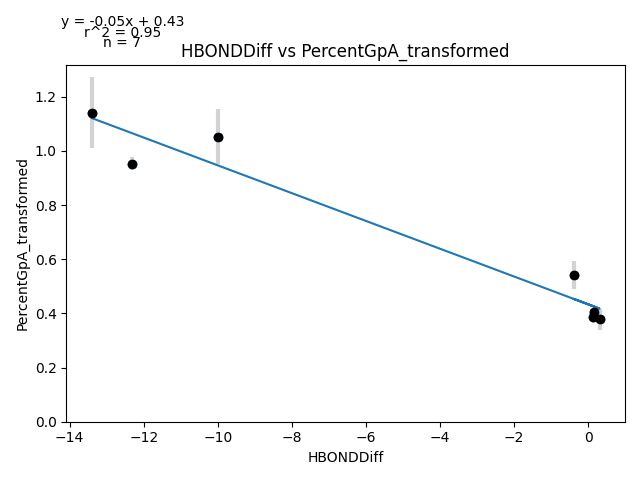 y = -0.05x + 0.43
r^2 = 0.95
n = 7
HBONDDiff vs PercentGpA_transformed
1.2
1.0
0.8
0.6
0.4
0.2
0.0
PercentGpA_transformed
−14
−12
−10
−8
−6
−4
−2
0
HBONDDiff